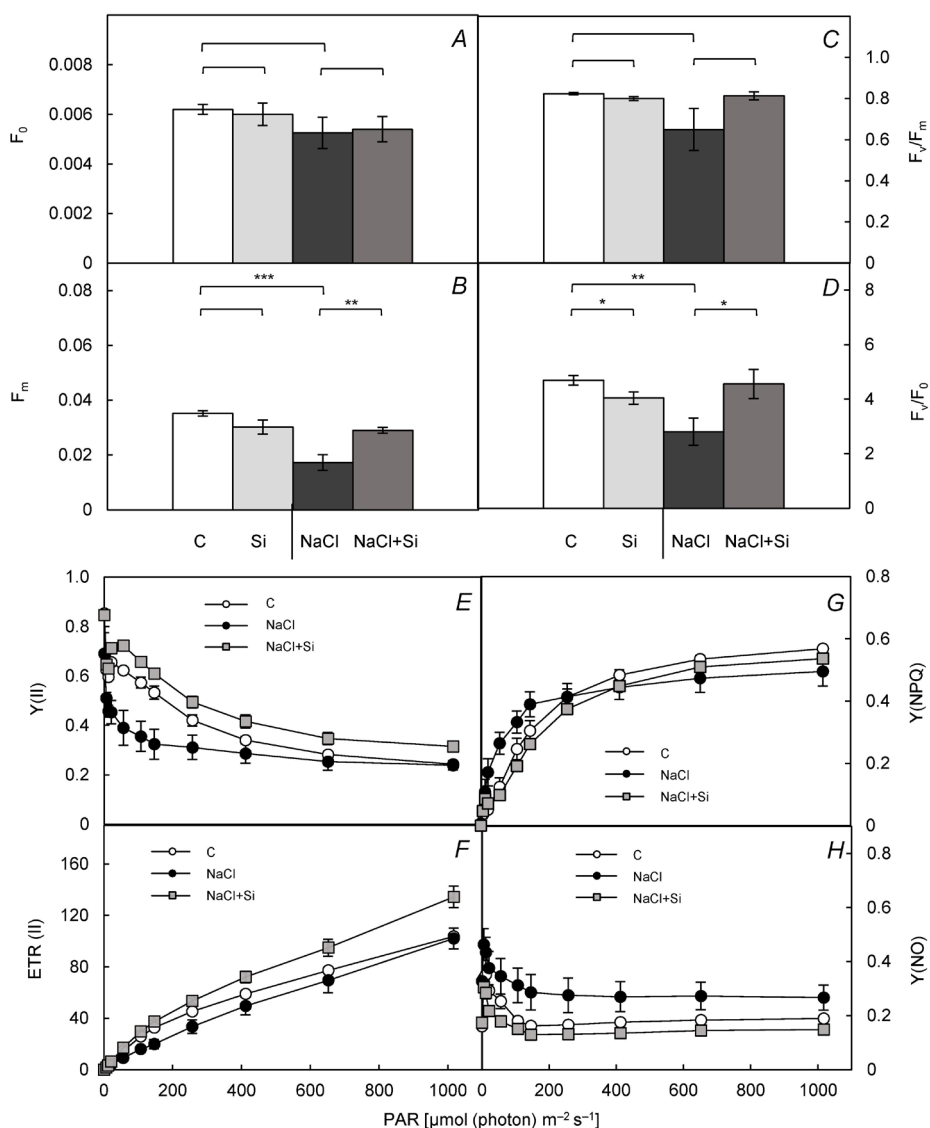 A
C
0.008
0.006
0.004
0.002
0
F0
1.0
0.8
0.6
0.4
0.2
0
Fv/Fm
B
D
***
**
**
*
*
0.08
0.06
0.04
0.02
0
Fm
8
6
4
2
0
Fv/F0
C Si NaCl NaCl+Si
C Si NaCl NaCl+Si
E
G
1.0
0.8
0.6
0.4
0.2
0
Y(II)
C
NaCl
NaCl+Si
0.8
0.6
0.4
0.2
0
Y(NPQ)
C
NaCl
NaCl+Si
F
H
160
120
80
40
0
ETR (II)
C
NaCl
NaCl+Si
0.8
0.6
0.4
0.2
0
Y(NO)
C
NaCl
NaCl+Si
0 200 400 600 800 1000
0 200 400 600 800 1000
PAR [µmol (photon) m–2 s–1]